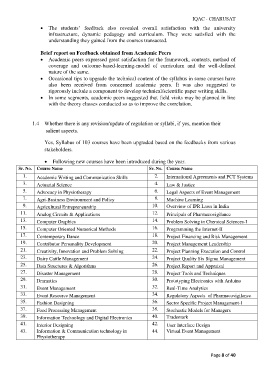 IQAC - CHARUSAT
• The students' feedback also revealed overall satisfaction with the university
infrastructure, dynamic pedagogy and curriculum. They were satisfied with the
understanding they gained from the courses transacted.
Brief report on Feedback obtained from Academic Peers
• Academic peers expressed great satisfaction for the framework, contents, method of
coverage and outcome-based-learning-model of curriculum and the well-defined
nature of the same.
• Occasional tips to upgrade the technical content of the syllabus in some courses have
also been received from concerned academic peers. It was also suggested to
rigorously include a component to develop technical/scientific paper writing skills.
• In some segments, academic peers suggested that field visits may be planned in line
with the theory classes conducted so as to improve the correlation.
1.4 Whether there is any revision/update of regulation or syllabi, if yes, mention their
salient aspects.
Yes, Syllabus of 103 courses have been upgraded based on the feedbacks from various
stakeholders.
• Following new courses have been introduced during the year.
Sr. No. Course Name Sr. No. Course Name
1. Academic Writing and Communication Skills 2. International Agreements and PCT Systems
3. Actuarial Science 4. Law & Justice
5. Advocacy in Physiotherapy 6. Legal Aspects of Event Management
7. Agri-Business Environment and Policy 8. Machine Learning
9. Agricultural Entrepreneurship 10. Overview of IPR Laws in India
11. Analog Circuits & Applications 12. Principles of Pharmacovigilance
13. Computer Graphics 14. Problem Solving in Chemical Sciences-I
15. Computer Oriented Numerical Methods 16. Programming the Internet-II
17. Contemporary Dance 18. Project Financing and Risk Management
19. Contributor Personality Development 20. Project Management Leadership
21. Creativity, Innovation and Problem Solving 22. Project Planning Execution and Control
23. Dairy Cattle Management 24. Project Quality Six Sigma Management
25. Data Structures & Algorithms 26. Project Report and Appraisal
27. Disaster Management 28. Project Tools and Techniques
29. Dramatics 30. Prototyping Electronics with Arduino
31. Event Management 32. Real-Time Analytics
33. Event Resource Management 34. Regulatory Aspects of Pharmacovigilance
35. Fashion Designing 36. Sector Specific Project Management-I
37. Food Processing Management 38. Stochastic Models for Managers
39. Information Technology and Digital Electronics 40. Trademark
41. Interior Designing 42. User Interface Design
43. Information & Communication technology in 44. Virtual Event Management
Physiotherapy
Page 8 of 40